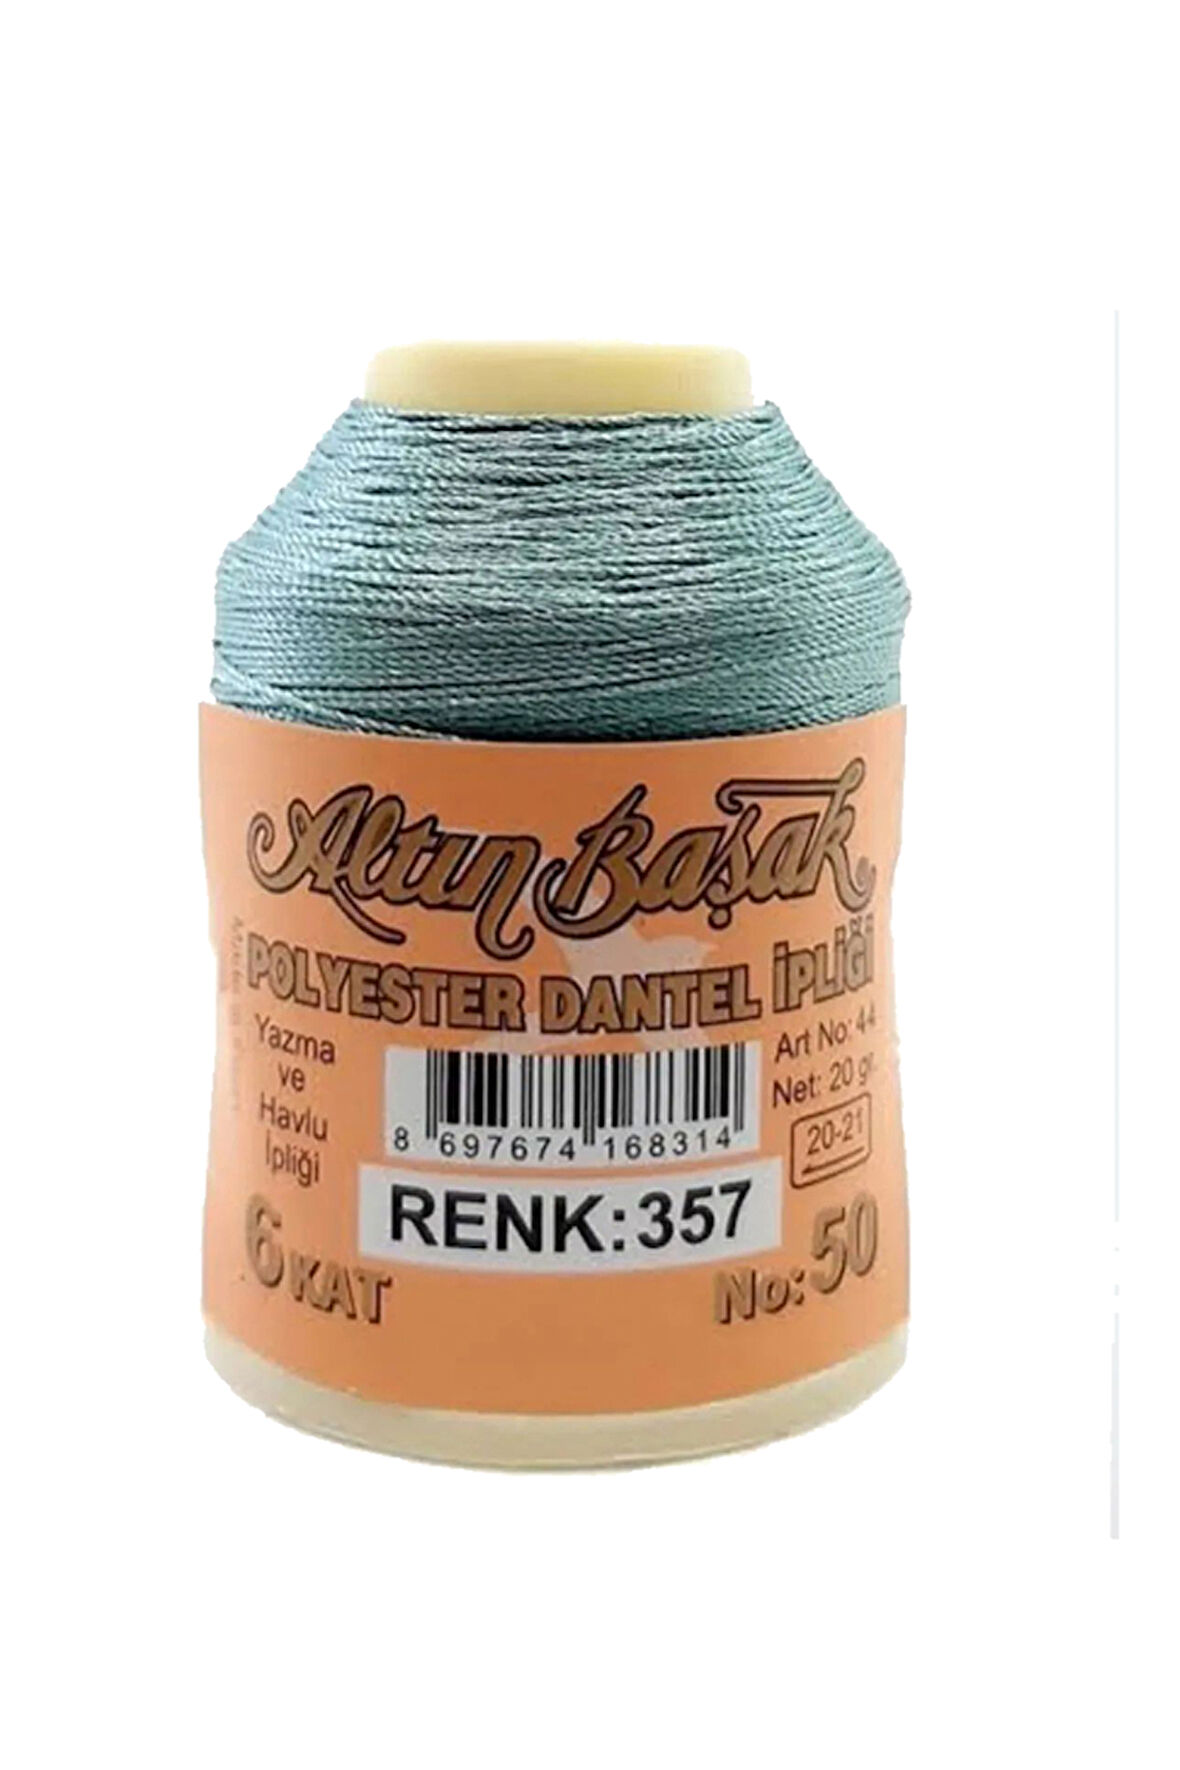 Altın Başak
POLYESTER DANTEL İPLİĞİ
Yazma
ve
Havlu
İpliği
Art No: 44
Net: 20 gr.
20-21
8 697674 168314
RENK:357
6 KAT
No: 50